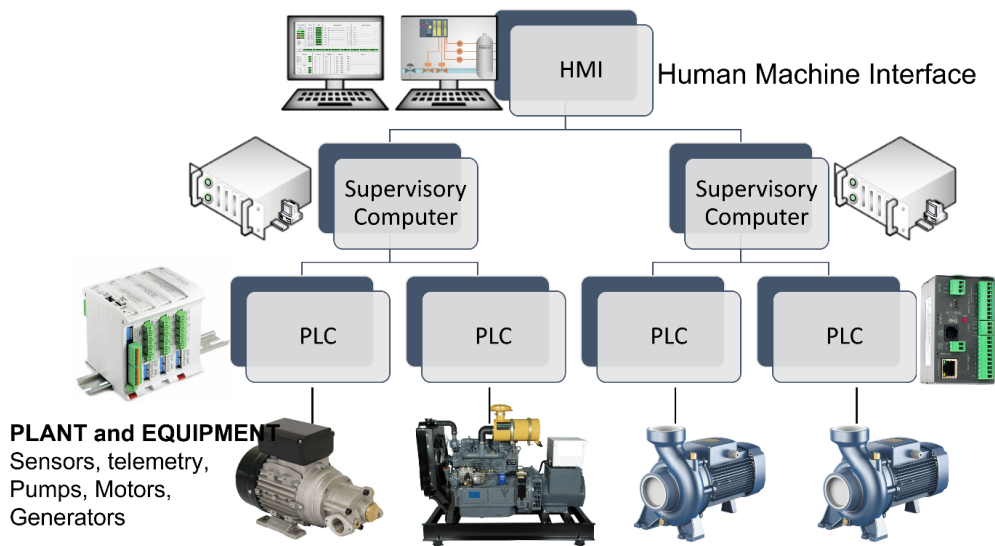 HMI
Human Machine Interface
Supervisory
Computer
Supervisory
Computer
PLC
PLC
PLC
PLC
PLANT and EQUIPMENT
Sensors, telemetry,
Pumps, Motors,
Generators